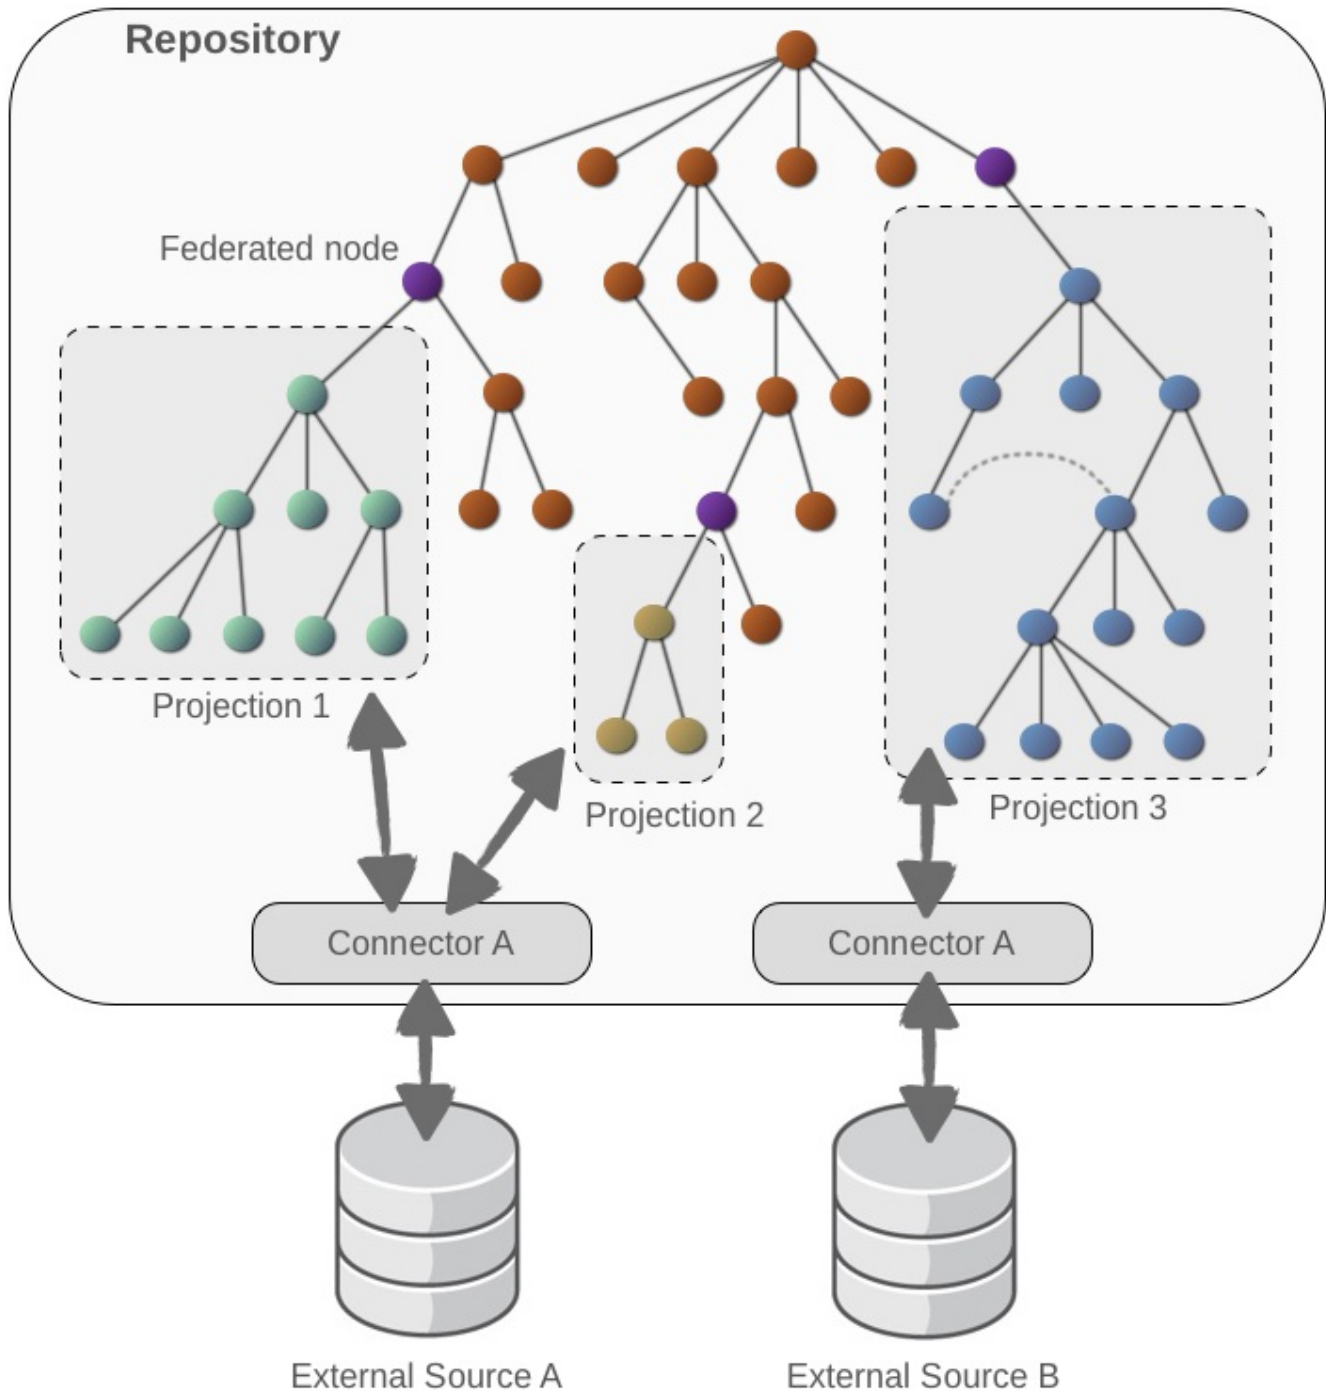 Repository
Federated node
Projection 1
Projection 2
Projection 3
Connector A
Connector A
External Source A
External Source B